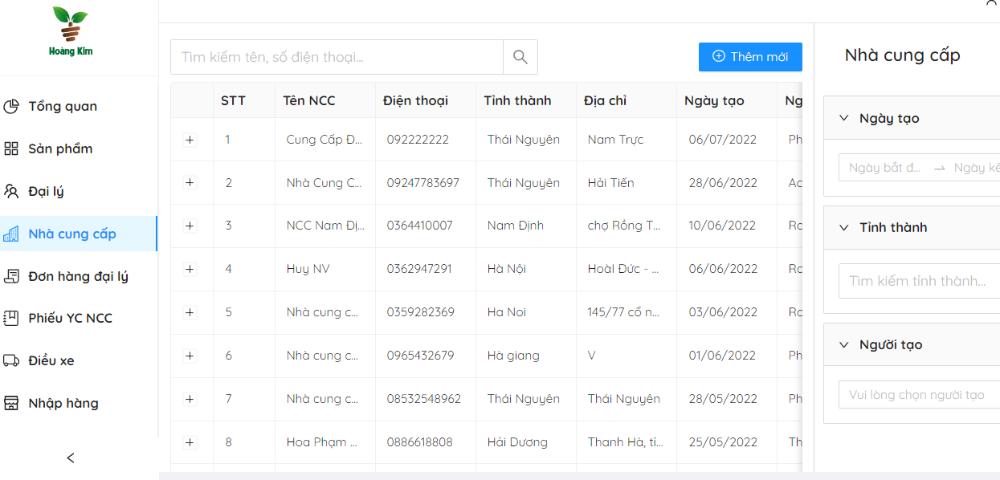 Hoàng Kim
Tổng quan
Sản phẩm
Đại lý
Nhà cung cấp
Đơn hàng đại lý
Phiếu YC NCC
Điều xe
Nhập hàng
Tìm kiếm tên, số điện thoại...
Thêm mới
STT Tên NCC Điện thoại Tỉnh thành Địa chỉ Ngày tạo Ng
1 Cung Cấp Đ... 092222222 Thái Nguyên Nam Trực 06/07/2022 Ph
2 Nhà Cung C... 09247783697 Thái Nguyên Hải Tiến 28/06/2022 Ac
3 NCC Nam Đị... 0364410007 Nam Định chợ Rồng T... 10/06/2022 Ro
4 Huy NV 0362947291 Hà Nội Hoàl Đức - ... 06/06/2022 Ro
5 Nhà cung c... 0359282369 Ha Noi 145/77 cổ n... 03/06/2022 Ro
6 Nhà cung c... 0965432679 Hà giang V 01/06/2022 Ph
7 Nhà cung c... 08532548962 Thái Nguyên Thái Nguyên 28/05/2022 Ph
8 Hoa Phạm ... 0886618808 Hải Dương Thanh Hà, tỉ... 25/05/2022 Th
Nhà cung cấp
Ngày tạo
Ngày bắt đ... Ngày kế
Tỉnh thành
Tìm kiếm tỉnh thành...
Người tạo
Vui lòng chọn người tạo